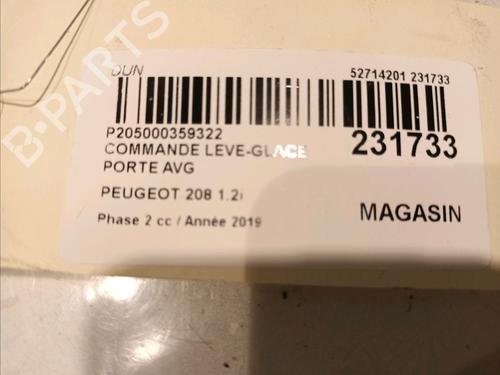 DUN
52714201 231733
P205000359322
COMMANDE LEVE-GLACE
PORTE AVG
231733
PEUGEOT 208 1.2i
MAGASIN
Phase 2 cc / Année 2019
B-PARTS